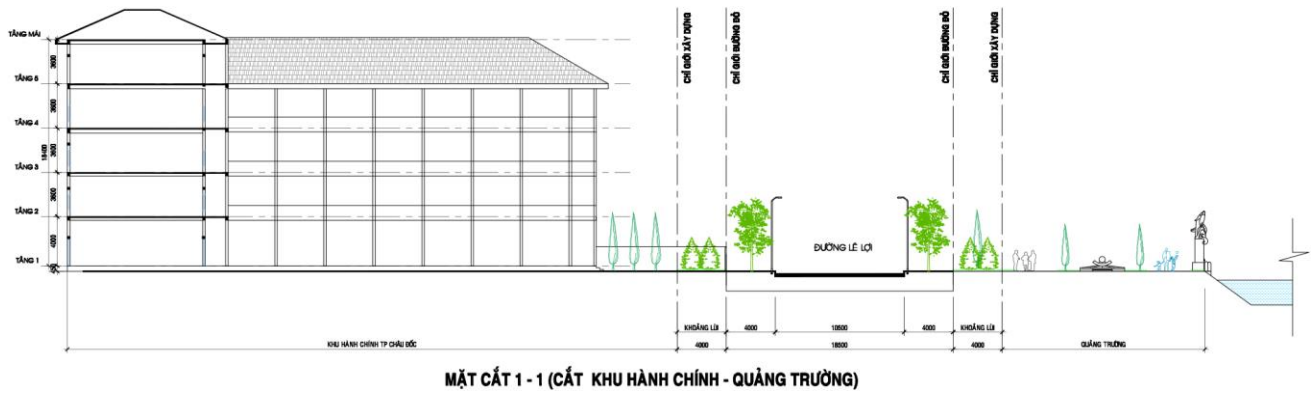 TẦNG MÁI
TẦNG 5
TẦNG 4
TẦNG 3
TẦNG 2
TẦNG 1
3600
3600
3600
3600
4000
18400
CHỈ GIỚI XÂY DỰNG
CHỈ GIỚI ĐƯỜNG ĐỎ
CHỈ GIỚI ĐƯỜNG ĐỎ
CHỈ GIỚI XÂY DỰNG
ĐƯỜNG LÊ LỢI
KHOẢNG LÙI
4000
10500
4000
KHOẢNG LÙI
KHU HÀNH CHÍNH TP CHÂU ĐỐC
4000
18500
4000
QUẢNG TRƯỜNG
MẶT CẮT 1 - 1 (CẮT KHU HÀNH CHÍNH - QUẢNG TRƯỜNG)